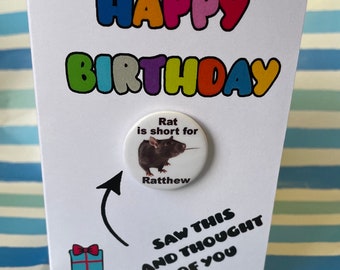 HAPPY
BIRTHDAY
Rat
is short for
Ratthew
SAW THIS
AND THOUGHT
OF YOU